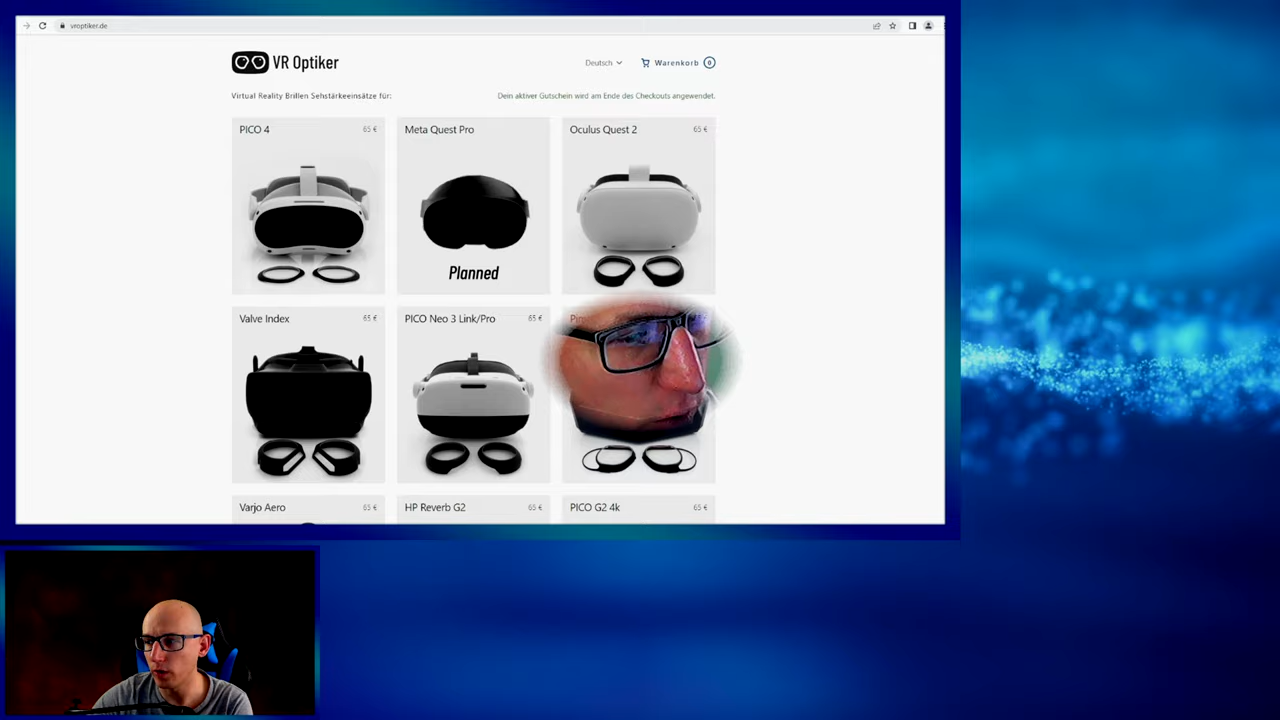 vroptiker.de
VR Optiker
Deutsch
Warenkorb 0
Virtual Reality Brillen Sehstärkeeinsätze für:
Dein aktiver Gutschein wird am Ende des Checkouts angewendet.
PICO 4 65 €
Meta Quest Pro
Oculus Quest 2 65 €
Planned
Valve Index 65 €
PICO Neo 3 Link/Pro 65 €
Varjo Aero 65 €
HP Reverb G2 65 €
PICO G2 4k 65 €